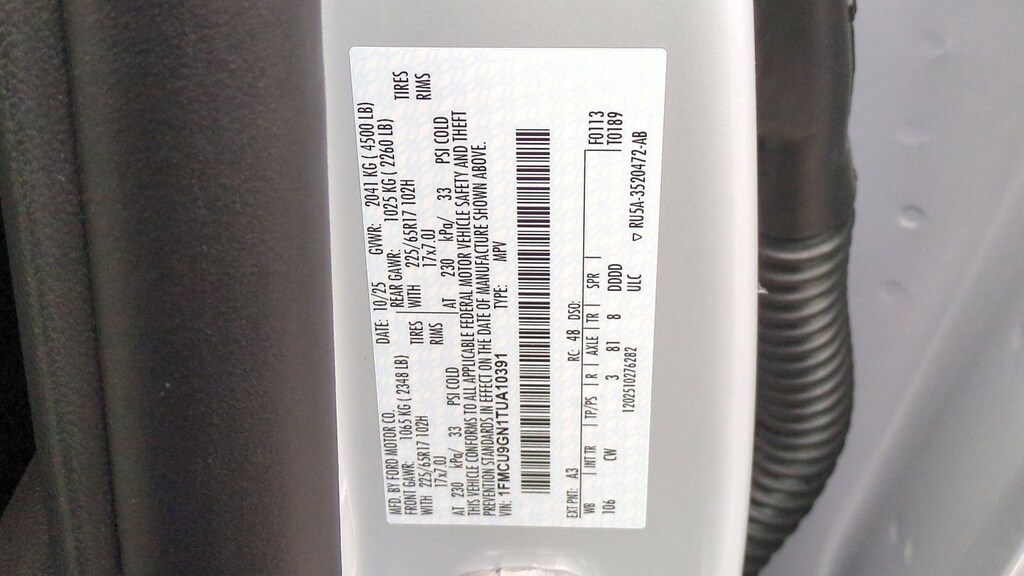 MFD. BY FORD MOTOR CO.
DATE: 10/25 GVWR: 2041 KG ( 4500 LB)
FRONT GAWR: 1065 KG ( 2348 LB) REAR GAWR: 1025 KG ( 2260 LB)
WITH 225/65R17 102H TIRES WITH 225/65R17 102H TIRES
17x7.0J RIMS 17x7.0J RIMS
AT 230 kPa/ 33 PSI COLD AT 230 kPa/ 33 PSI COLD
THIS VEHICLE CONFORMS TO ALL APPLICABLE FEDERAL MOTOR VEHICLE SAFETY AND THEFT
PREVENTION STANDARDS IN EFFECT ON THE DATE OF MANUFACTURE SHOWN ABOVE.
VIN: 1FMCU9GN1TUA10391 TYPE: MPV
EXT PNT: A3 RC: 48 DSO: F0113
WB INT TR TP/PS R AXLE TR SPR T0189
106 CW 3 81 8 DDDD
1202510276282 ULC ▽ RU5A-3520472-AB